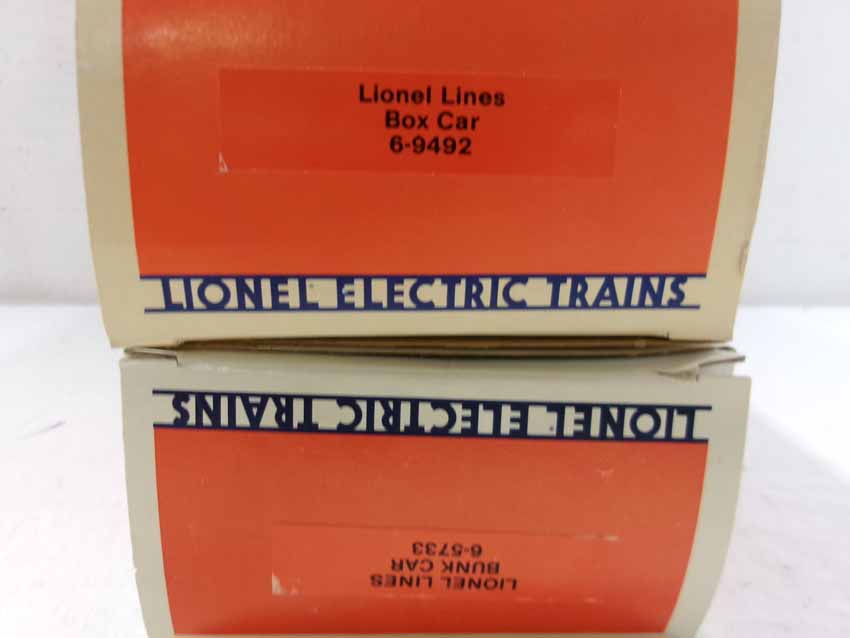 Lionel Lines
Box Car
6-9492
LIONEL ELECTRIC TRAINS
LIONEL ELECTRIC TRAINS
LIONEL LINES
BUNK CAR
6-5733